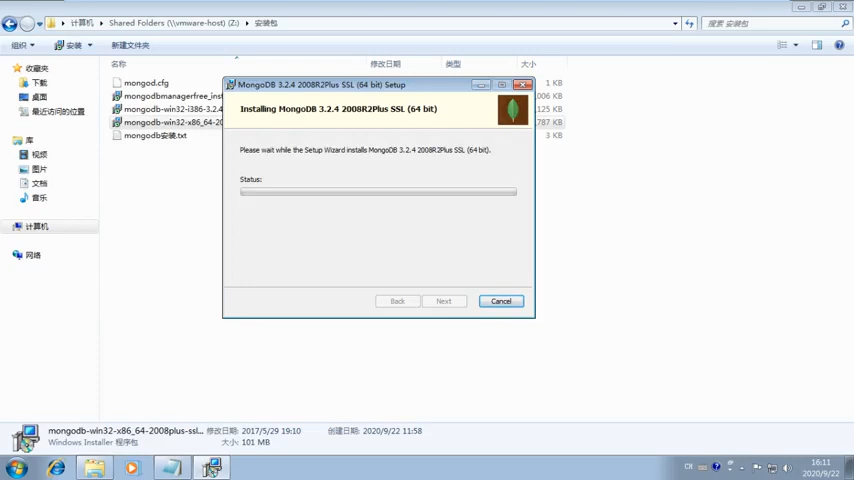 计算机 ▸ Shared Folders (\\vmware-host) (Z:) ▸ 安装包
搜索 安装包
组织
安装
新建文件夹
名称
修改日期
类型
大小
收藏夹
下载
桌面
最近访问的位置
库
视频
图片
文档
音乐
计算机
网络
mongod.cfg
1 KB
mongodbmanagerfree_inst
006 KB
mongodb-win32-i386-3.2.4
125 KB
mongodb-win32-x86_64-20
787 KB
mongodb安装.txt
3 KB
MongoDB 3.2.4 2008R2Plus SSL (64 bit) Setup
Installing MongoDB 3.2.4 2008R2Plus SSL (64 bit)
Please wait while the Setup Wizard installs MongoDB 3.2.4 2008R2Plus SSL (64 bit).
Status:
Back
Next
Cancel
mongodb-win32-x86_64-2008plus-ssl... 修改日期: 2017/5/29 19:10 创建日期: 2020/9/22 11:58
Windows Installer 程序包 大小: 101 MB
CH
16:11
2020/9/22